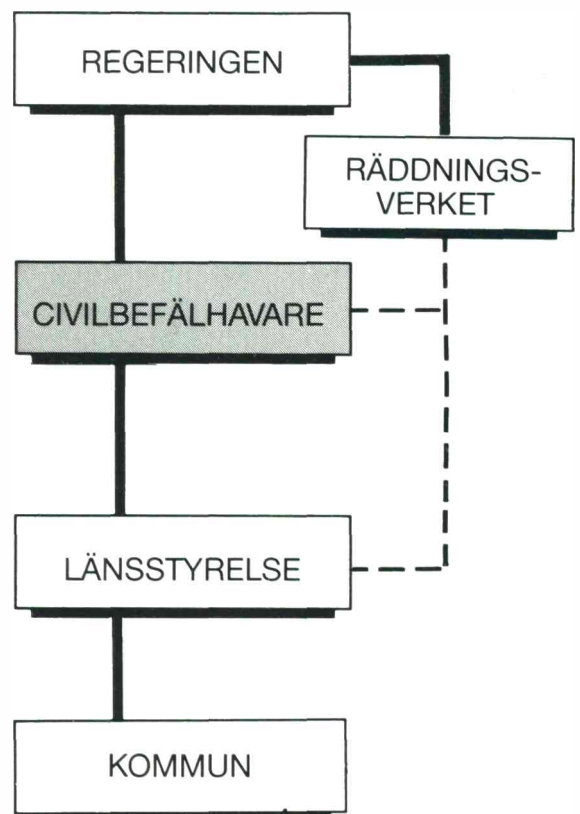 REGERINGEN
RÄDDNINGS-
VERKET
CIVILBEFÄLHAVARE
LÄNSSTYRELSE
KOMMUN